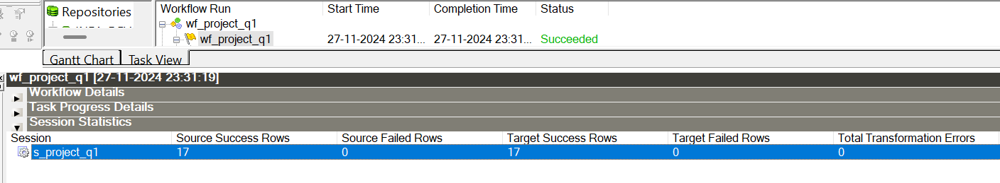 Repositories
Workflow Run Start Time Completion Time Status
wf_project_q1
wf_project_q1 27-11-2024 23:31... 27-11-2024 23:31... Succeeded
Gantt Chart Task View
wf_project_q1 [27-11-2024 23:31:19]
Workflow Details
Task Progress Details
Session Statistics
Session Source Success Rows Source Failed Rows Target Success Rows Target Failed Rows Total Transformation Errors
s_project_q1 17 0 17 0 0